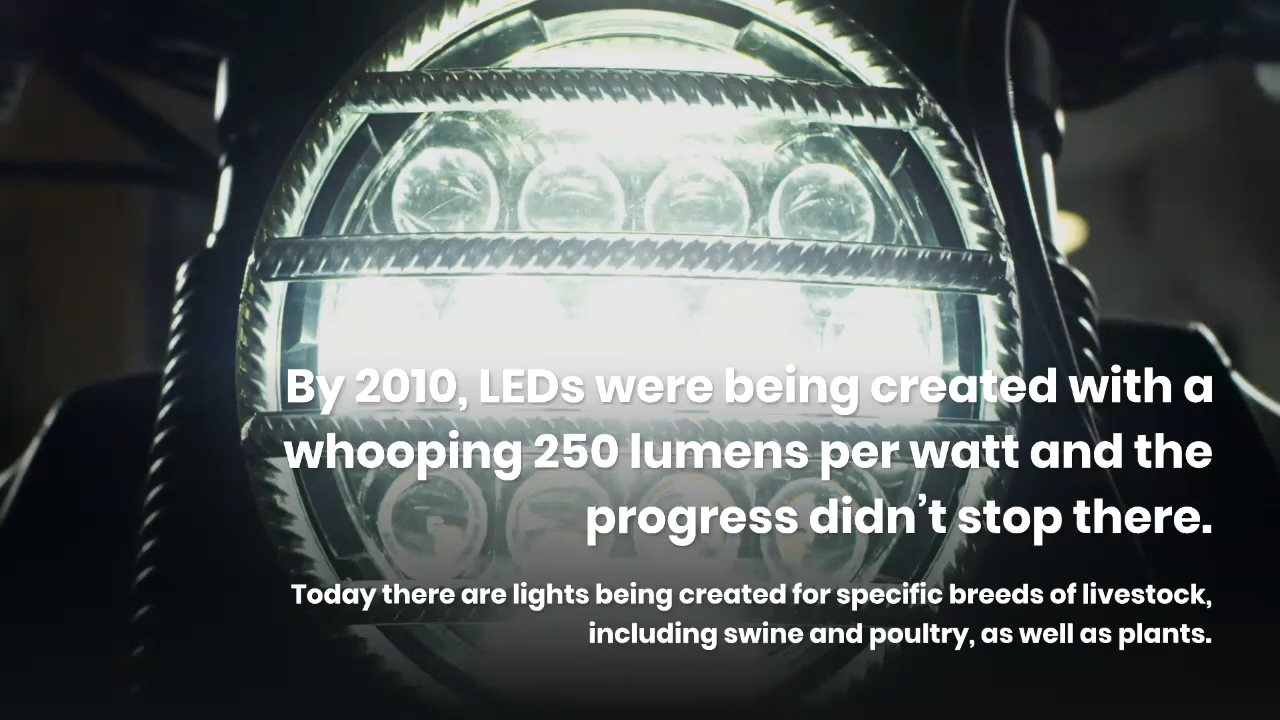 By 2010, LEDs were being created with a
whooping 250 lumens per watt and the
progress didn’t stop there.
Today there are lights being created for specific breeds of livestock,
including swine and poultry, as well as plants.